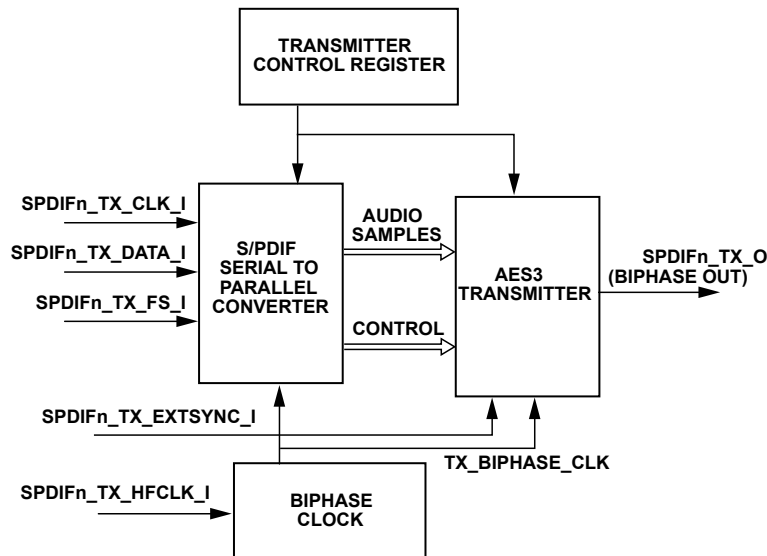 TRANSMITTER
CONTROL REGISTER
SPDIFn_TX_CLK_I
SPDIFn_TX_DATA_I
SPDIFn_TX_FS_I
S/PDIF
SERIAL TO
PARALLEL
CONVERTER
AUDIO
SAMPLES
CONTROL
AES3
TRANSMITTER
SPDIFn_TX_O
(BIPHASE OUT)
SPDIFn_TX_EXTSYNC_I
TX_BIPHASE_CLK
SPDIFn_TX_HFCLK_I
BIPHASE
CLOCK